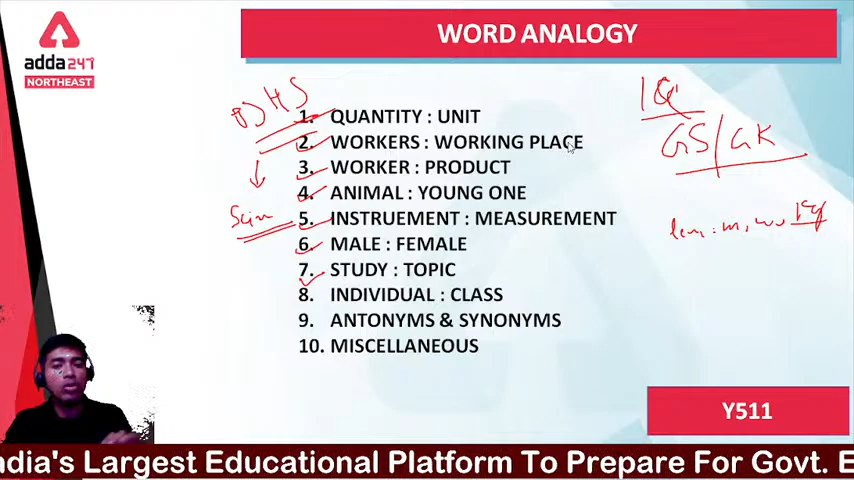 WORD ANALOGY
adda247
NORTHEAST
1. QUANTITY : UNIT
2. WORKERS : WORKING PLACE
3. WORKER : PRODUCT
4. ANIMAL : YOUNG ONE
5. INSTRUEMENT : MEASUREMENT
6. MALE : FEMALE
7. STUDY : TOPIC
8. INDIVIDUAL : CLASS
9. ANTONYMS & SYNONYMS
10. MISCELLANEOUS
IQ
GS/GK
Y511
ndia's Largest Educational Platform To Prepare For Govt. E